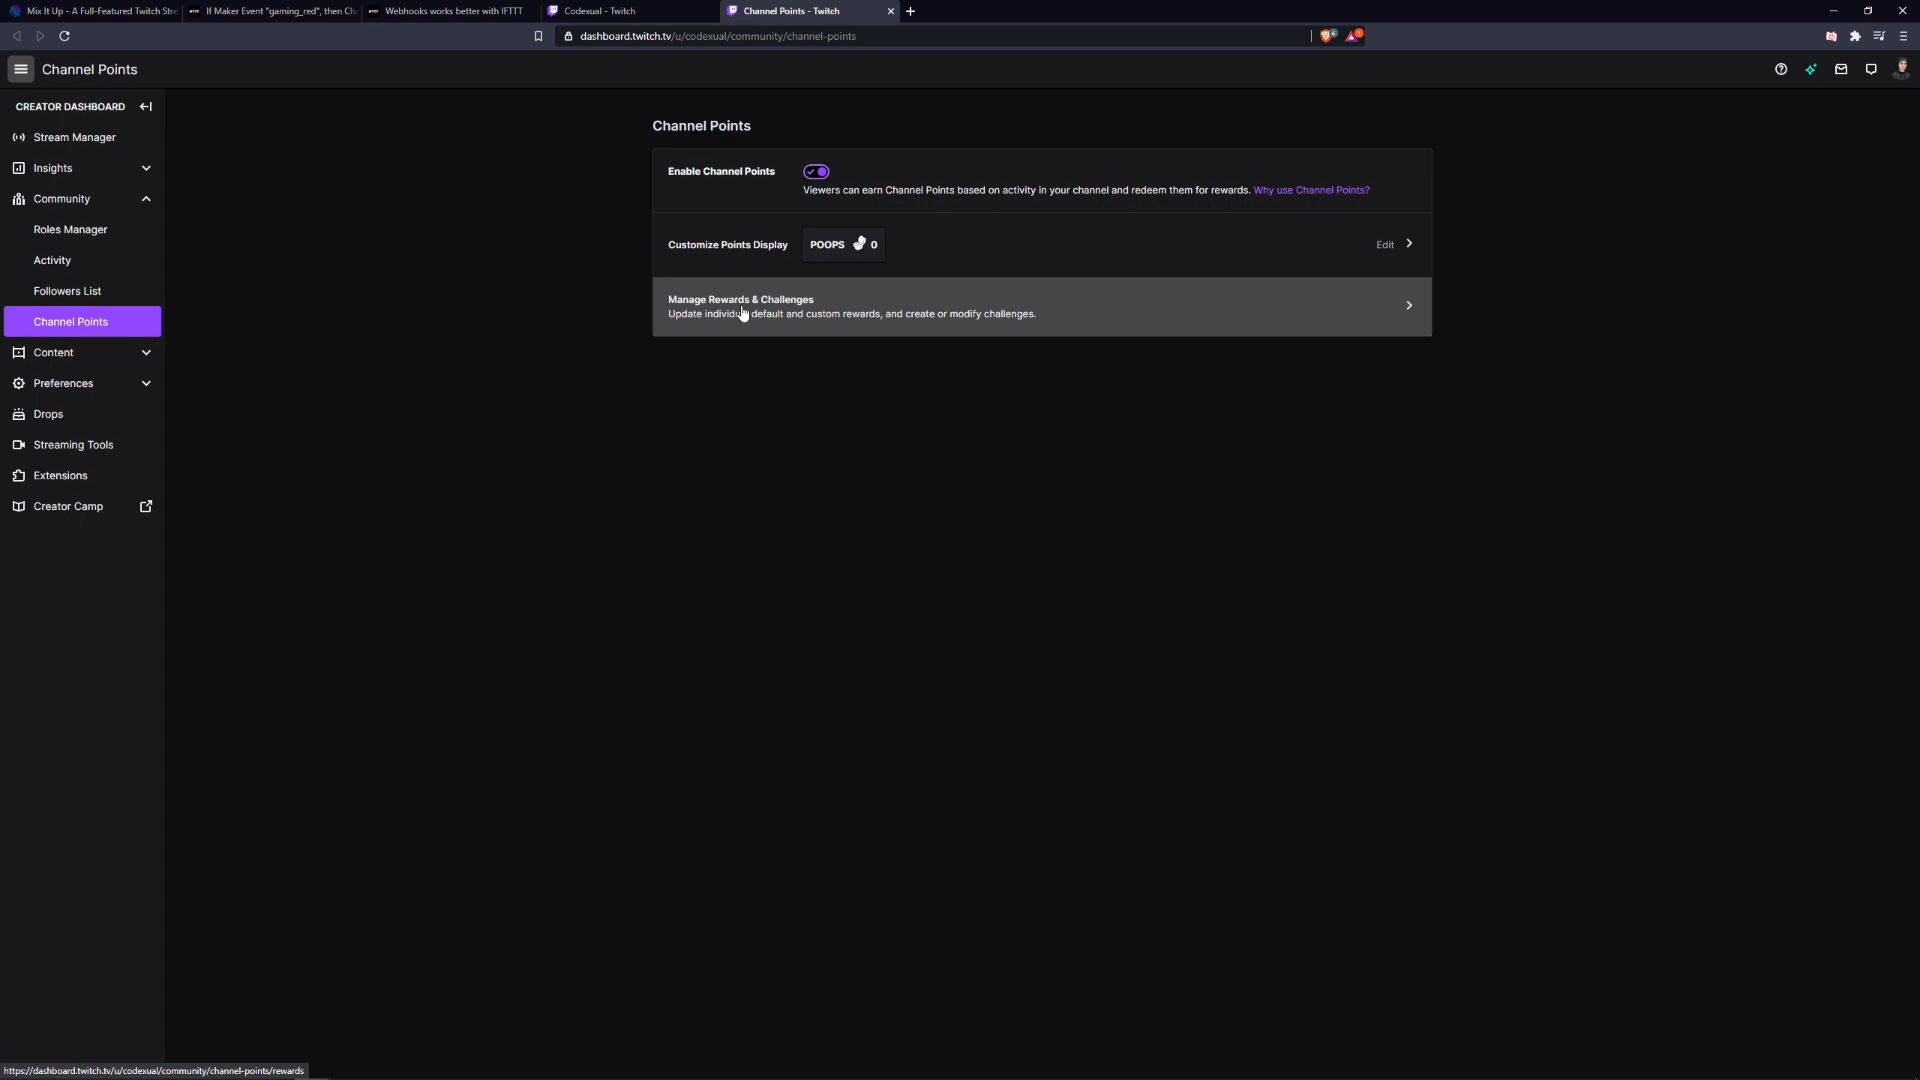 Mix It Up - A Full-Featured Twitch Stre
If Maker Event "gaming_red", then Ch
Webhooks works better with IFTTT
Codexual - Twitch
Channel Points - Twitch
dashboard.twitch.tv/u/codexual/community/channel-points
Channel Points
CREATOR DASHBOARD
Stream Manager
Insights
Community
Roles Manager
Activity
Followers List
Channel Points
Content
Preferences
Drops
Streaming Tools
Extensions
Creator Camp
Channel Points
Enable Channel Points
Viewers can earn Channel Points based on activity in your channel and redeem them for rewards. Why use Channel Points?
Customize Points Display
POOPS 0
Edit
Manage Rewards & Challenges
Update individual default and custom rewards, and create or modify challenges.
https://dashboard.twitch.tv/u/codexual/community/channel-points/rewards